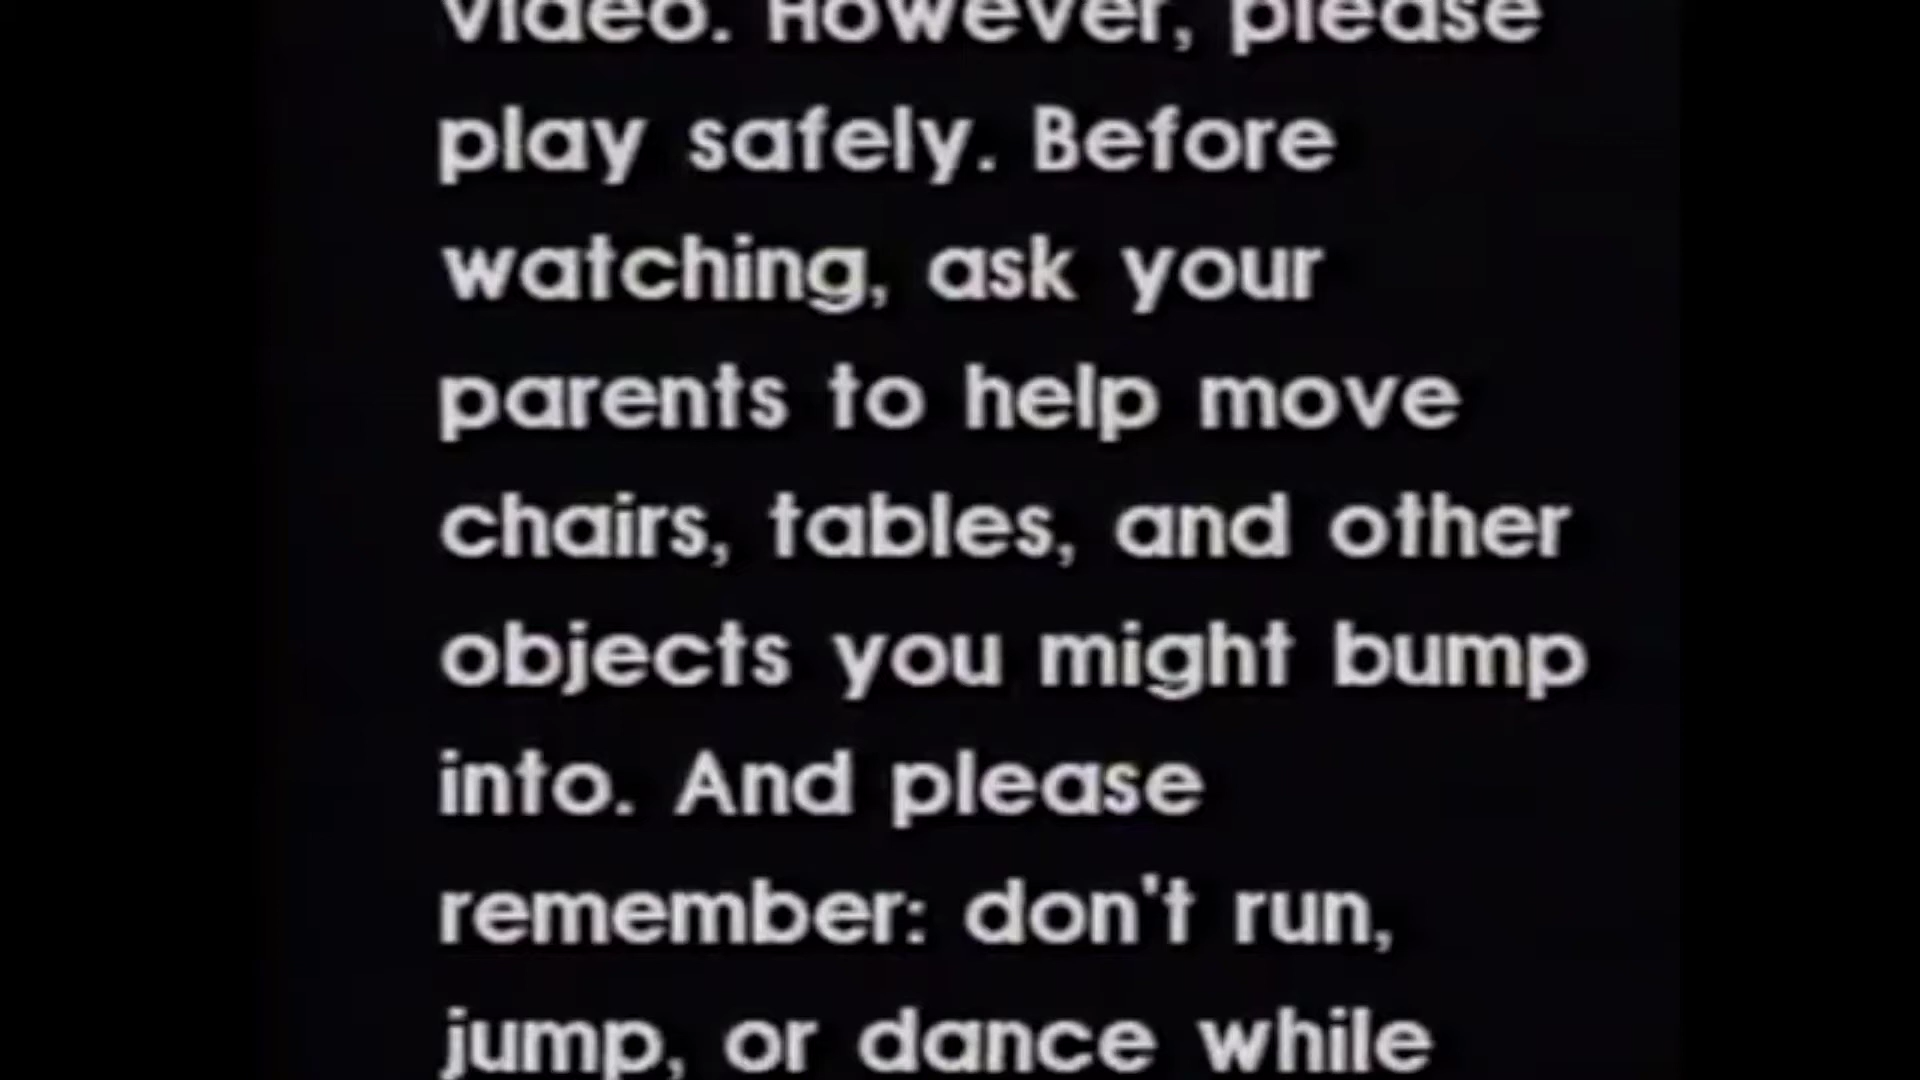 video. However, please
play safely. Before
watching, ask your
parents to help move
chairs, tables, and other
objects you might bump
into. And please
remember: don't run,
jump, or dance while